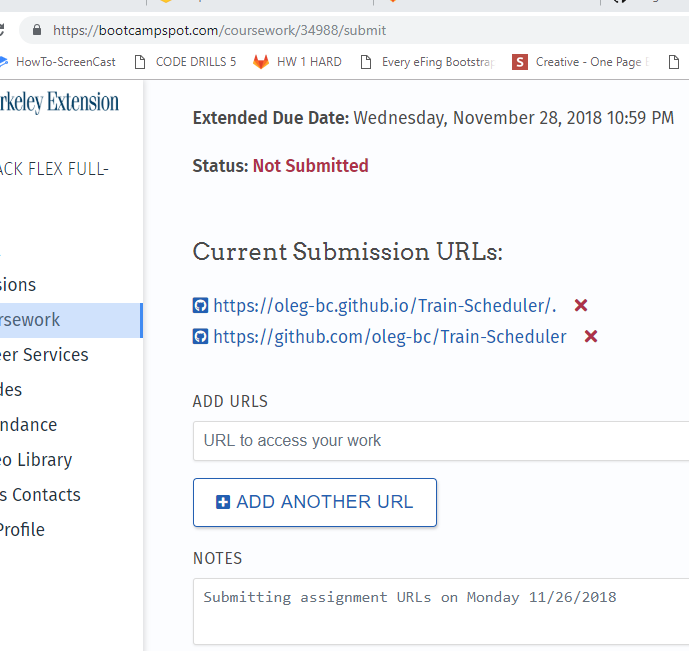 https://bootcampspot.com/coursework/34988/submit
HowTo-ScreenCast CODE DRILLS 5 HW 1 HARD Every eFing Bootstrap Creative - One Page
rkeley Extension
ACK FLEX FULL-
sions
rsework
eer Services
des
ndance
eo Library
s Contacts
Profile
Extended Due Date: Wednesday, November 28, 2018 10:59 PM
Status: Not Submitted
Current Submission URLs:
https://oleg-bc.github.io/Train-Scheduler/.
https://github.com/oleg-bc/Train-Scheduler
ADD URLS
URL to access your work
ADD ANOTHER URL
NOTES
Submitting assignment URLs on Monday 11/26/2018